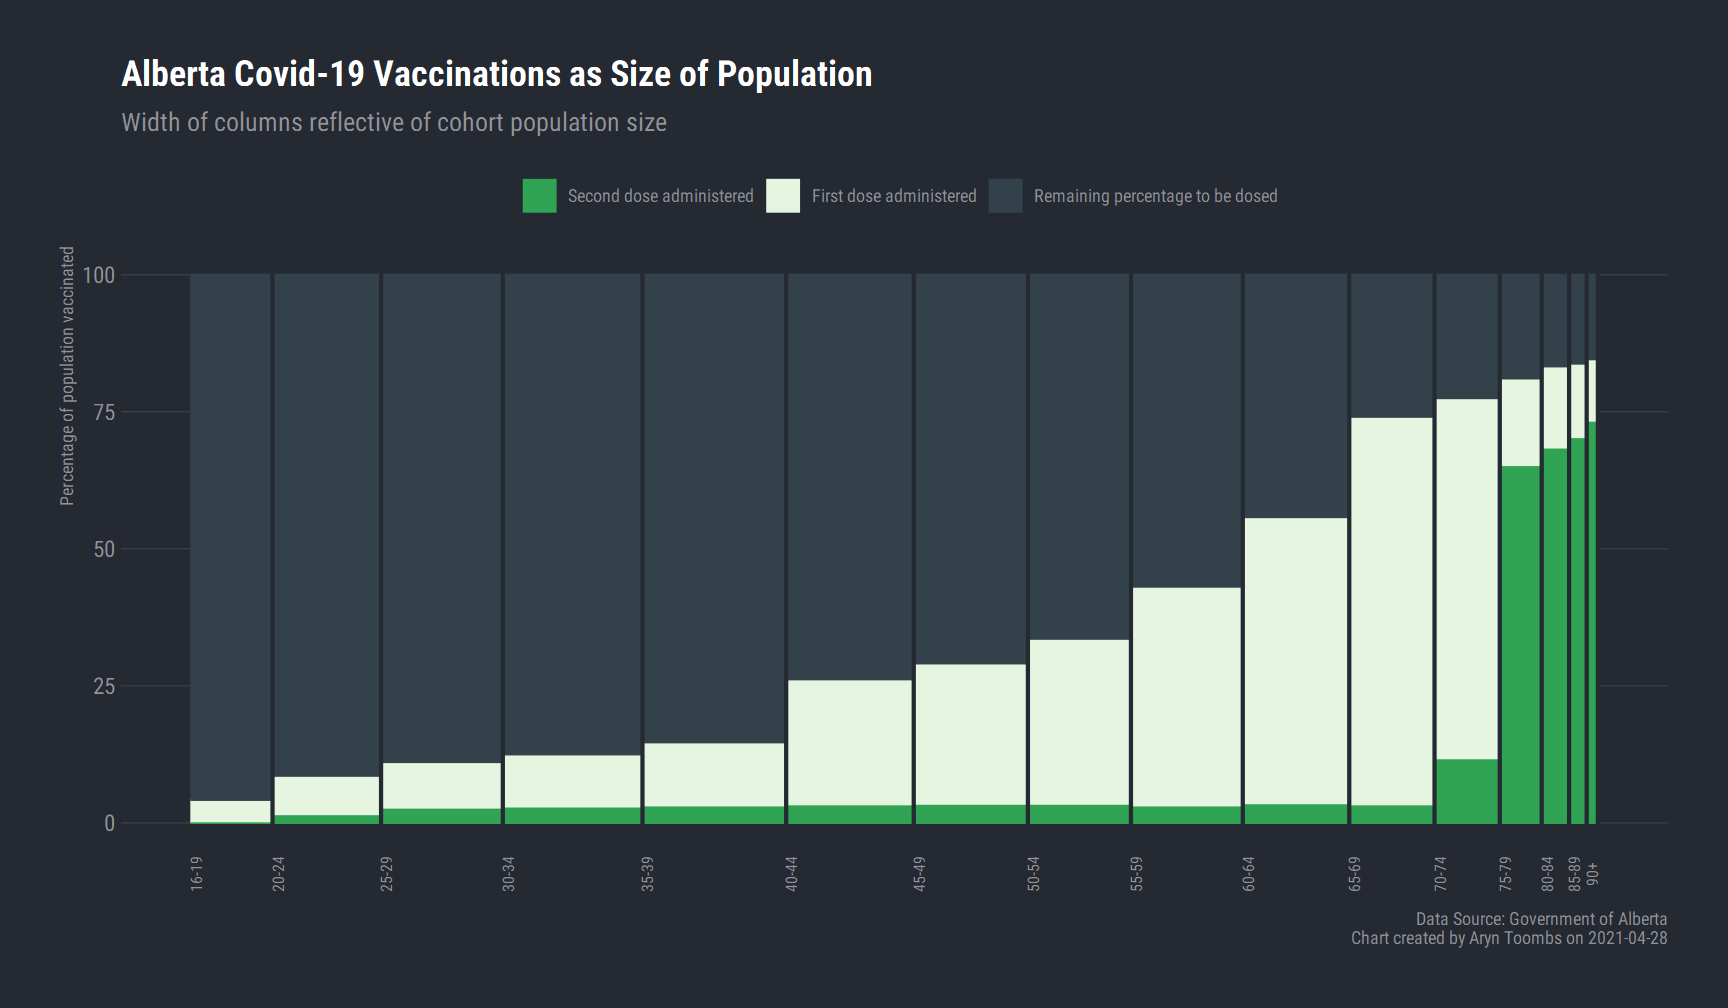 Alberta Covid-19 Vaccinations as Size of Population
Width of columns reflective of cohort population size
Second dose administered
First dose administered
Remaining percentage to be dosed
Percentage of population vaccinated
100
75
50
25
0
16-19
20-24
25-29
30-34
35-39
40-44
45-49
50-54
55-59
60-64
65-69
70-74
75-79
80-84
85-89
90+
Data Source: Government of Alberta
Chart created by Aryn Toombs on 2021-04-28